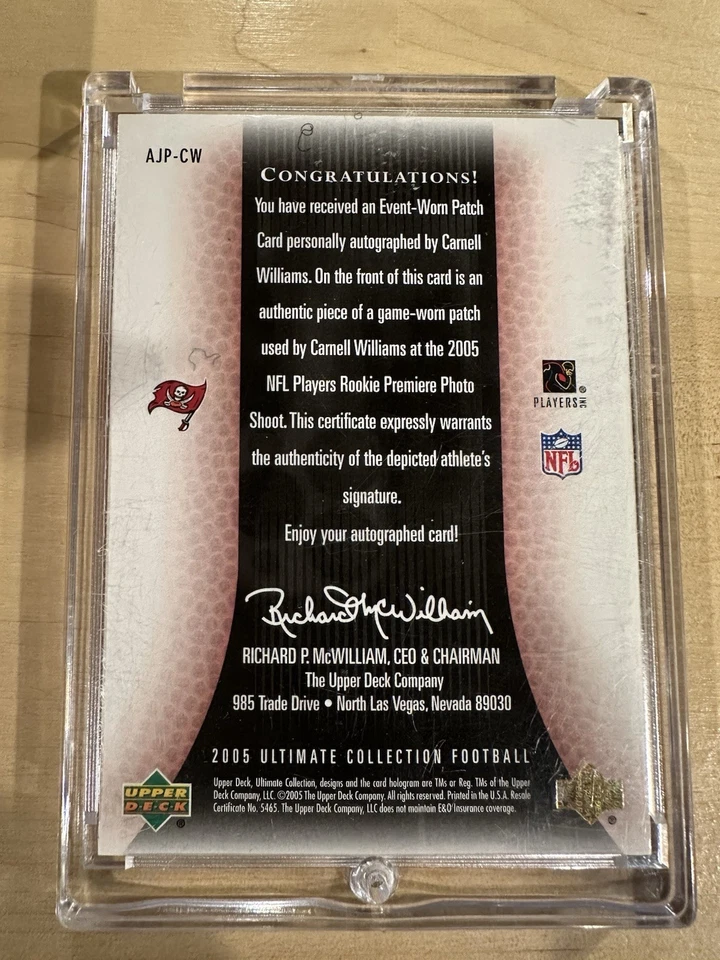 AJP-CW
CONGRATULATIONS!
You have received an Event-Worn Patch
Card personally autographed by Carnell
Williams. On the front of this card is an
authentic piece of a game-worn patch
used by Carnell Williams at the 2005
NFL Players Rookie Premiere Photo
Shoot. This certificate expressly warrants
the authenticity of the depicted athlete's
signature.
Enjoy your autographed card!
PLAYERS INC ®
NFL
Richard P. McWilliam
RICHARD P. McWILLIAM, CEO & CHAIRMAN
The Upper Deck Company
985 Trade Drive • North Las Vegas, Nevada 89030
2005 ULTIMATE COLLECTION FOOTBALL
Upper Deck, Ultimate Collection, designs and the card hologram are TMs or Reg. TMs of the Upper
Deck Company, LLC. ©2005 The Upper Deck Company. All rights reserved. Printed in the U.S.A. Resale
Certificate No. 5465. The Upper Deck Company, LLC does not maintain E&O Insurance coverage.
UPPER
DECK
®
®